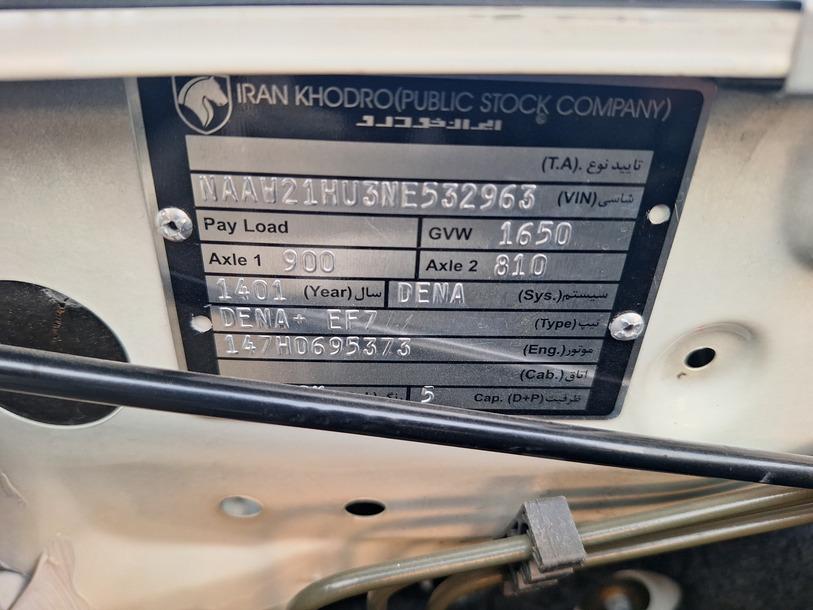 IRAN KHODRO(PUBLIC STOCK COMPANY)
ایران خودرو
تایید نوع .(T.A)
NAAW21HU3NE532963 شاسی(VIN)
Pay Load GVW 1650
Axle 1 900 Axle 2 810
1401 (Year)سال DENA (Sys.)سیستم
DENA+ EF7 (Type)تیپ
147H0695373 (Eng.)موتور
(Cab.)اتاق
5 Cap. (D+P)ظرفیت